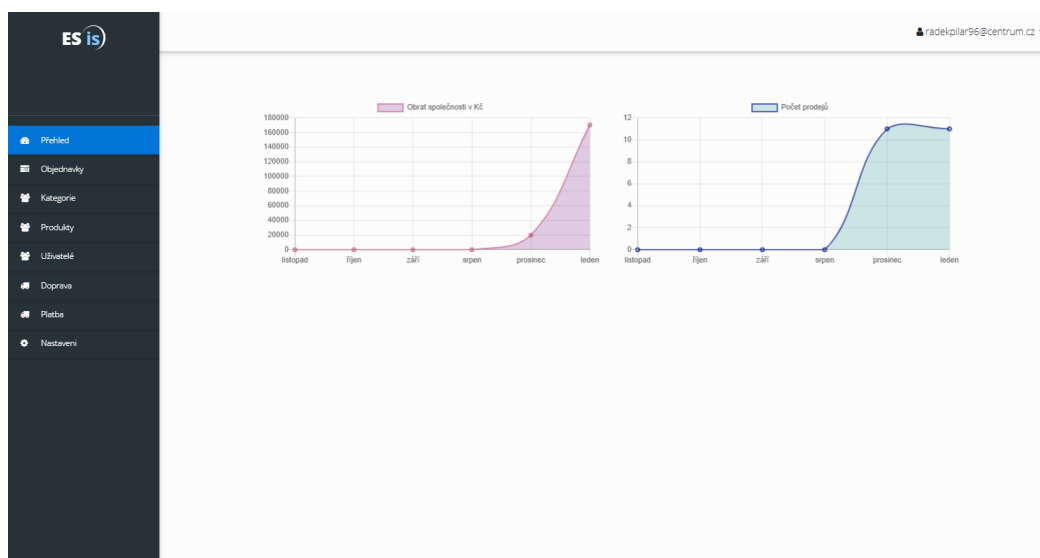 ES is
radekpilar96@centrum.cz
Přehled
Objednavky
Kategorie
Produkty
Uživatelé
Doprava
Platba
Nastaveni
Obrat společnosti v Kč
180000
160000
140000
120000
100000
80000
60000
40000
20000
0
listopad říjen září srpen prosinec leden
Počet prodejů
12
10
8
6
4
2
0
listopad říjen září srpen prosinec leden